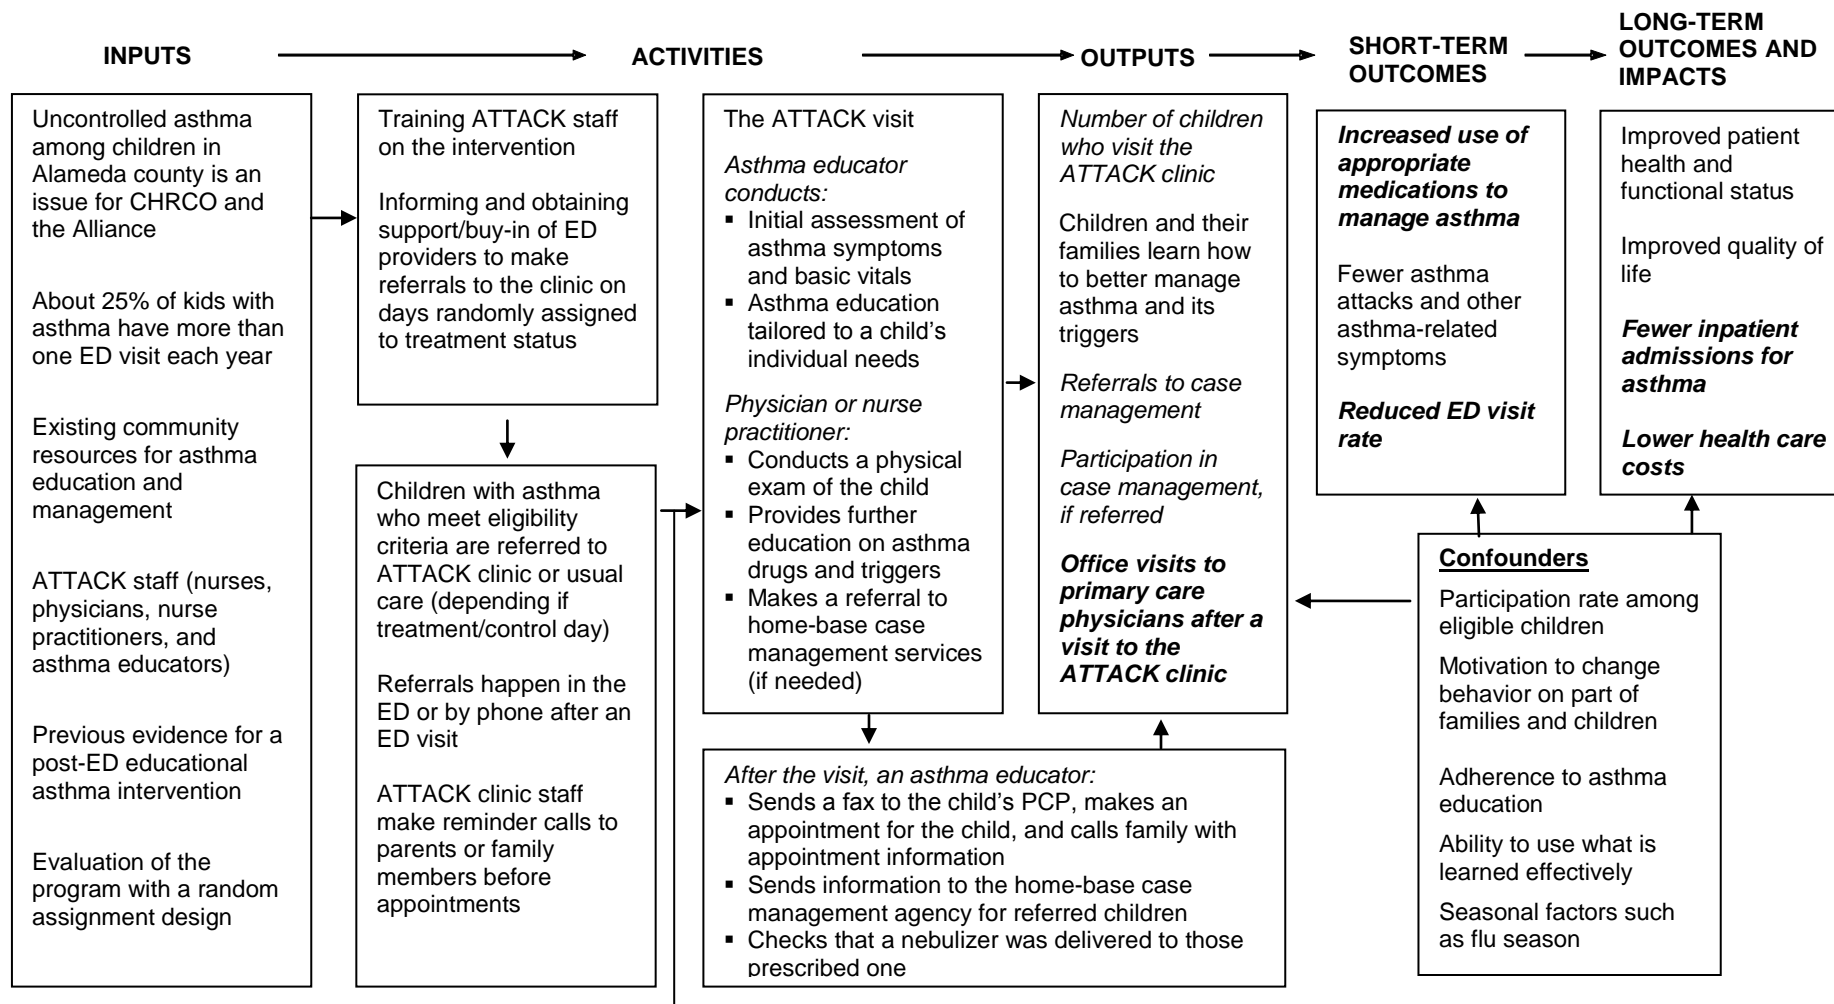 INPUTS
ACTIVITIES
OUTPUTS
SHORT-TERM
OUTCOMES
LONG-TERM
OUTCOMES AND
IMPACTS
Uncontrolled asthma
among children in
Alameda county is an
issue for CHRCO and
the Alliance
About 25% of kids with
asthma have more than
one ED visit each year
Existing community
resources for asthma
education and
management
ATTACK staff (nurses,
physicians, nurse
practitioners, and
asthma educators)
Previous evidence for a
post-ED educational
asthma intervention
Evaluation of the
program with a random
assignment design
Training ATTACK staff
on the intervention
Informing and obtaining
support/buy-in of ED
providers to make
referrals to the clinic on
days randomly assigned
to treatment status
Children with asthma
who meet eligibility
criteria are referred to
ATTACK clinic or usual
care (depending if
treatment/control day)
Referrals happen in the
ED or by phone after an
ED visit
ATTACK clinic staff
make reminder calls to
parents or family
members before
appointments
The ATTACK visit
Asthma educator
conducts:
▪ Initial assessment of
asthma symptoms
and basic vitals
▪ Asthma education
tailored to a child's
individual needs
Physician or nurse
practitioner:
▪ Conducts a physical
exam of the child
▪ Provides further
education on asthma
drugs and triggers
▪ Makes a referral to
home-base case
management services
(if needed)
After the visit, an asthma educator:
▪ Sends a fax to the child's PCP, makes an
appointment for the child, and calls family with
appointment information
▪ Sends information to the home-base case
management agency for referred children
▪ Checks that a nebulizer was delivered to those
prescribed one
Number of children
who visit the
ATTACK clinic
Children and their
families learn how
to better manage
asthma and its
triggers
Referrals to case
management
Participation in
case management,
if referred
Office visits to
primary care
physicians after a
visit to the
ATTACK clinic
Increased use of
appropriate
medications to
manage asthma
Fewer asthma
attacks and other
asthma-related
symptoms
Reduced ED visit
rate
Improved patient
health and
functional status
Improved quality of
life
Fewer inpatient
admissions for
asthma
Lower health care
costs
Confounders
Participation rate among
eligible children
Motivation to change
behavior on part of
families and children
Adherence to asthma
education
Ability to use what is
learned effectively
Seasonal factors such
as flu season